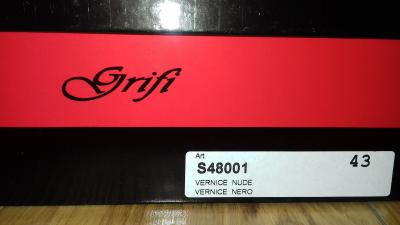 Grifi
Art
S48001
43
VERNICE NUDE
VERNICE NERO